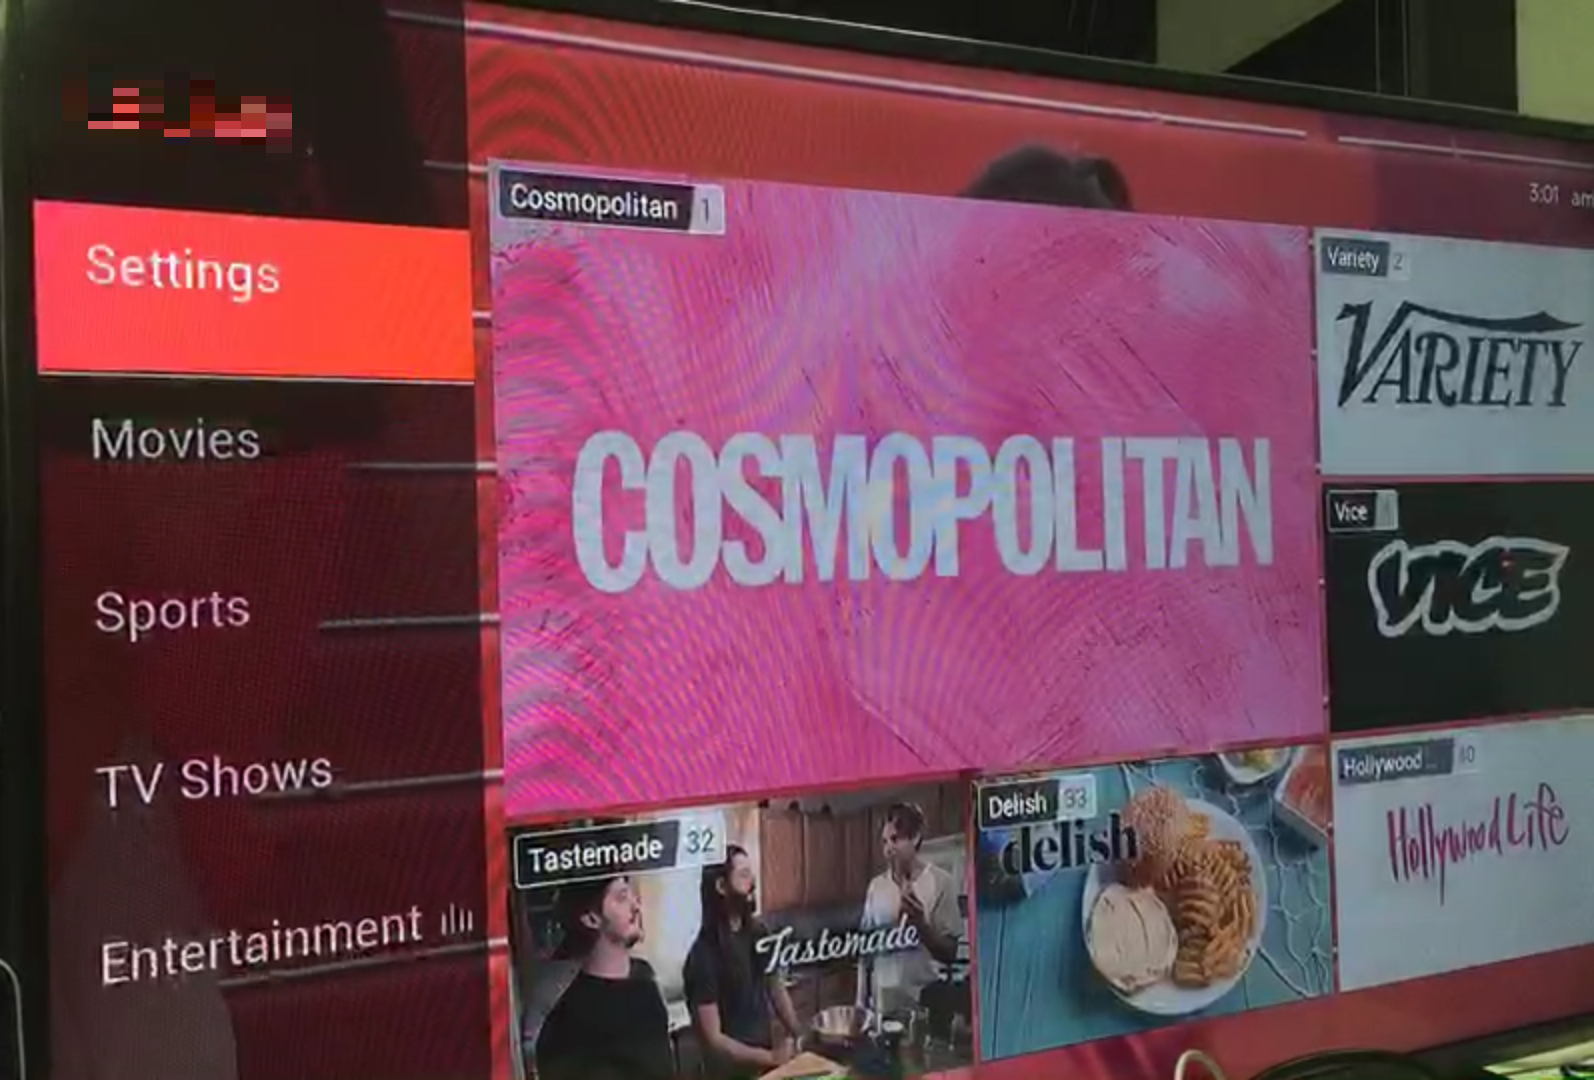 3:01 am
Settings
Movies
Sports
TV Shows
Entertainment
Cosmopolitan 1
COSMOPOLITAN
Variety 2
VARIETY
Vice
VICE
Tastemade 32
Tastemade
Delish 33
delish
Hollywood...
Hollywood Life